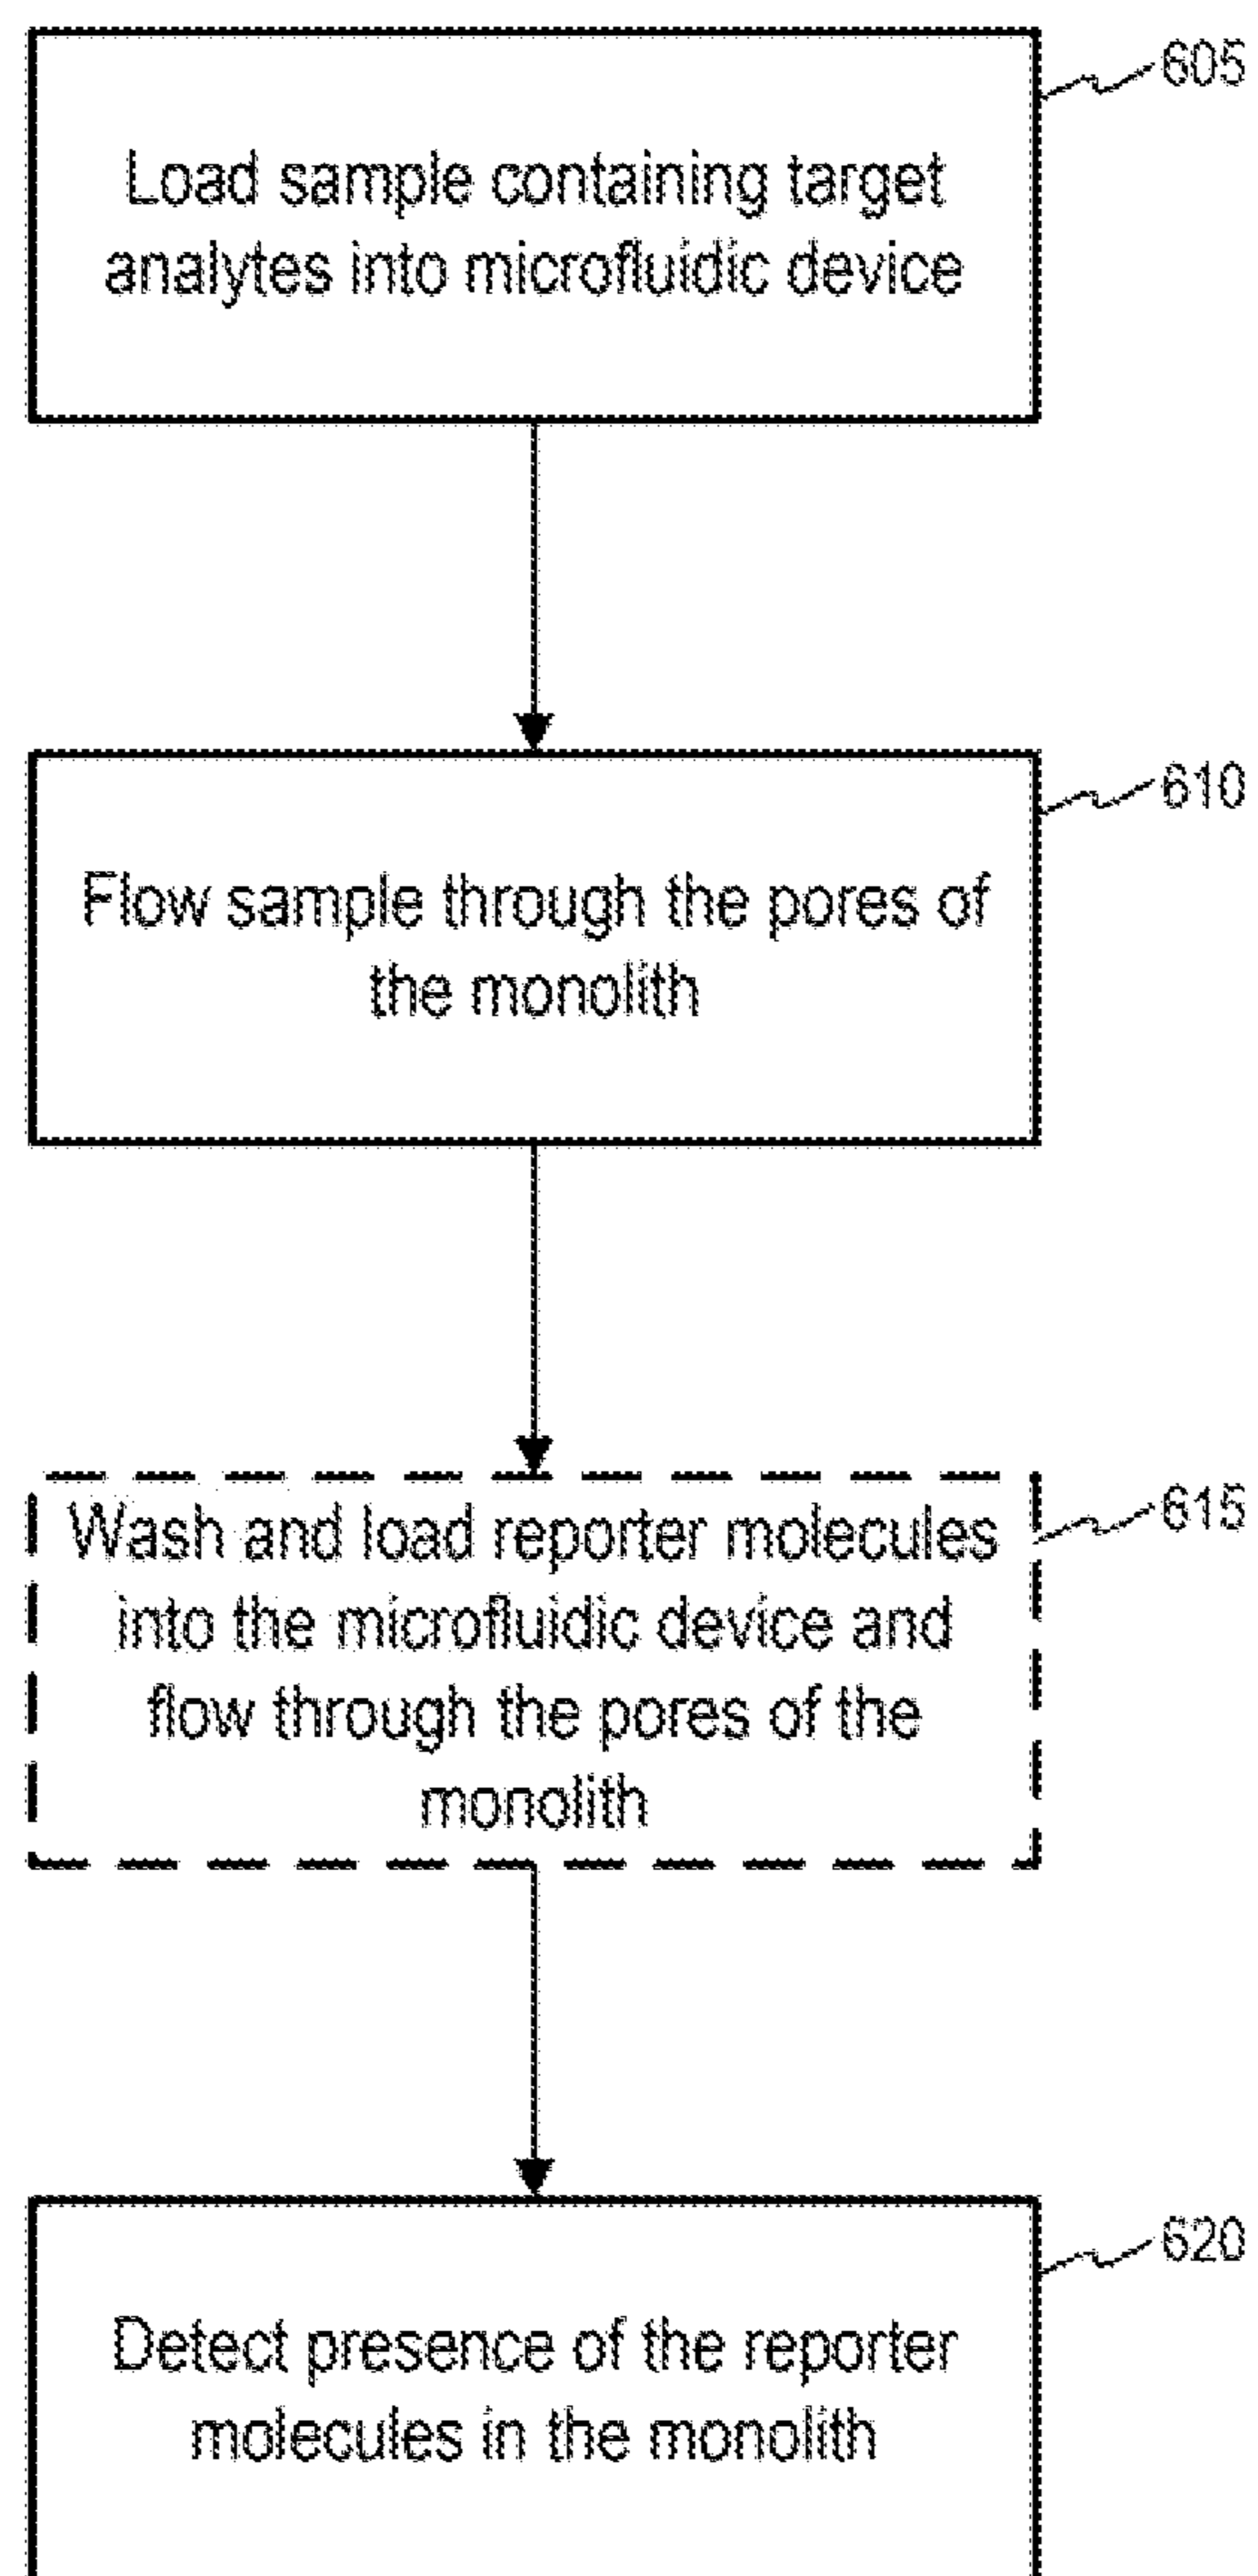 605
Load sample containing target
analytes into microfluidic device
610
Flow sample through the pores of
the monolith
615
Wash and load reporter molecules
into the microfluidic device and
flow through the pores of the
monolith
620
Detect presence of the reporter
molecules in the monolith